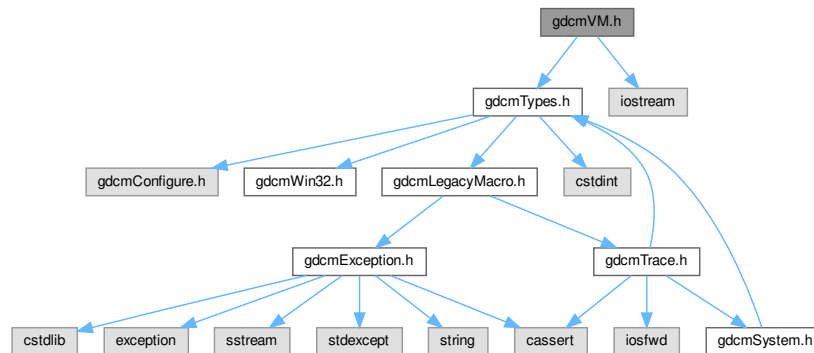 gdcmVM.h
gdcmTypes.h
iostream
gdcmConfigure.h
gdcmWin32.h
gdcmLegacyMacro.h
cstdint
gdcmException.h
gdcmTrace.h
cstdlib
exception
sstream
stdexcept
string
cassert
iosfwd
gdcmSystem.h